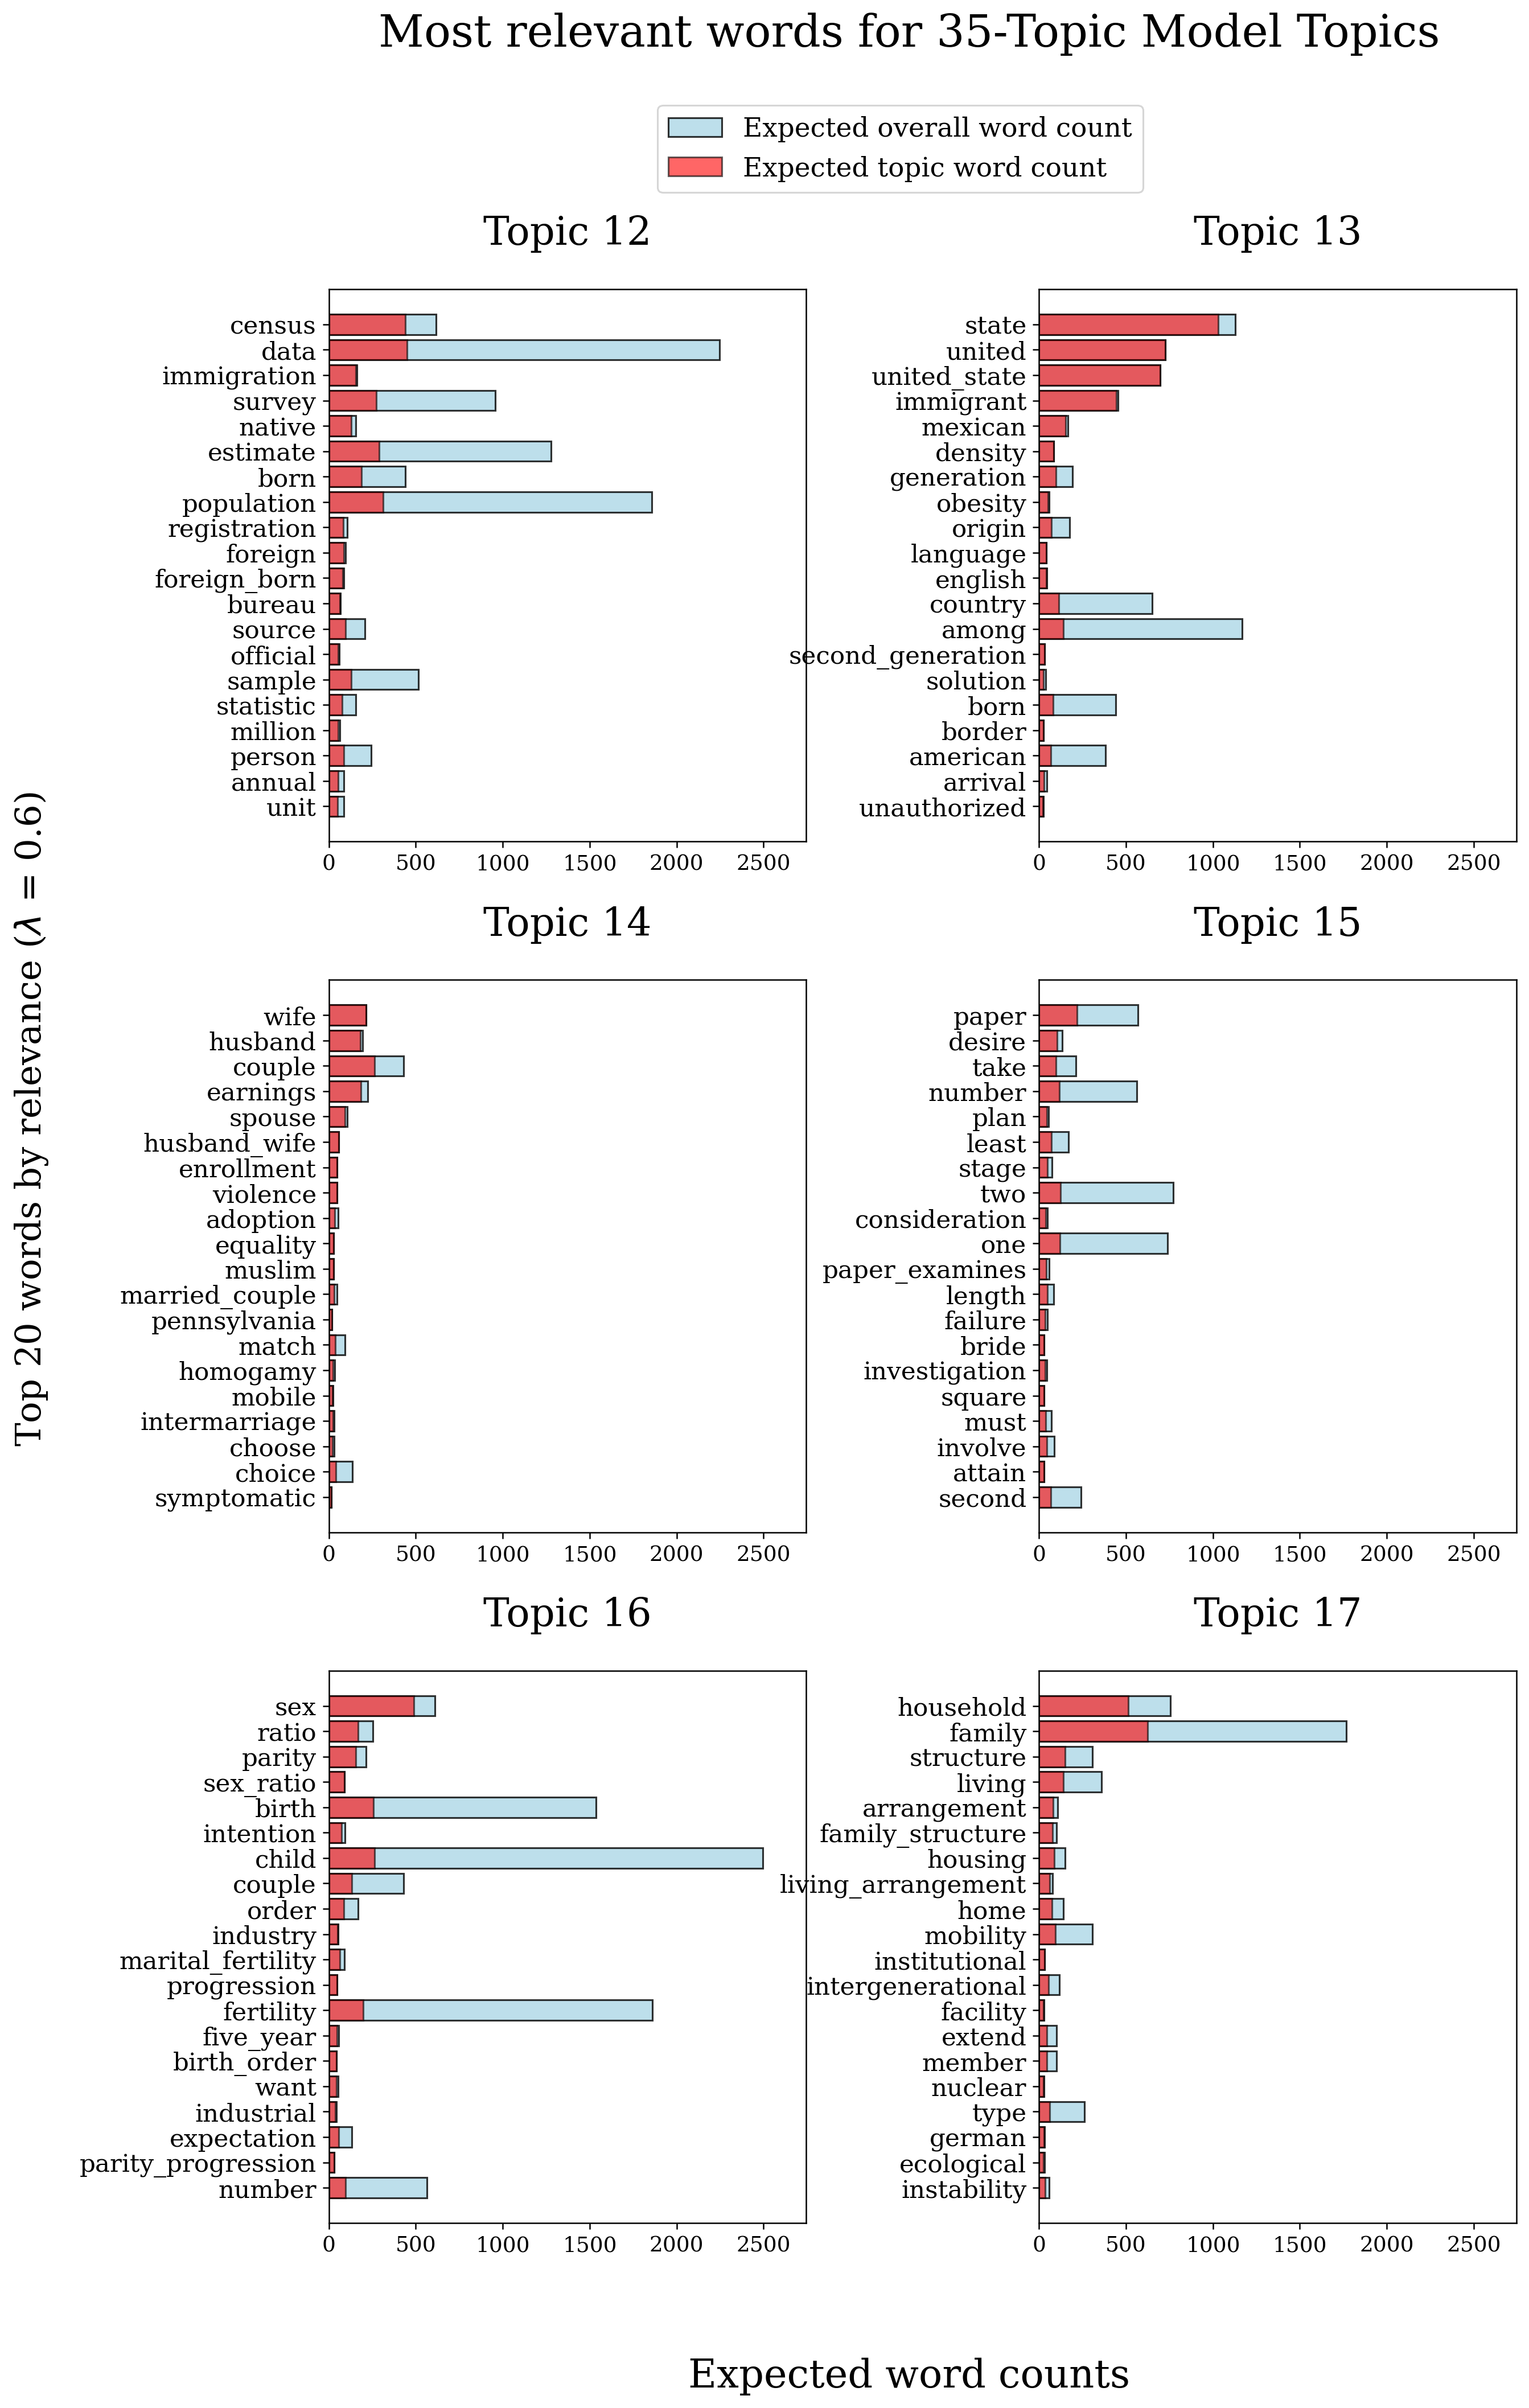 Most relevant words for 35-Topic Model Topics
Expected overall word count
Expected topic word count
Top 20 words by relevance (λ = 0.6)
Topic 12
census
data
immigration
survey
native
estimate
born
population
registration
foreign
foreign_born
bureau
source
official
sample
statistic
million
person
annual
unit
0 500 1000 1500 2000 2500
Topic 13
state
united
united_state
immigrant
mexican
density
generation
obesity
origin
language
english
country
among
second_generation
solution
born
border
american
arrival
unauthorized
0 500 1000 1500 2000 2500
Topic 14
wife
husband
couple
earnings
spouse
husband_wife
enrollment
violence
adoption
equality
muslim
married_couple
pennsylvania
match
homogamy
mobile
intermarriage
choose
choice
symptomatic
0 500 1000 1500 2000 2500
Topic 15
paper
desire
take
number
plan
least
stage
two
consideration
one
paper_examines
length
failure
bride
investigation
square
must
involve
attain
second
0 500 1000 1500 2000 2500
Topic 16
sex
ratio
parity
sex_ratio
birth
intention
child
couple
order
industry
marital_fertility
progression
fertility
five_year
birth_order
want
industrial
expectation
parity_progression
number
0 500 1000 1500 2000 2500
Topic 17
household
family
structure
living
arrangement
family_structure
housing
living_arrangement
home
mobility
institutional
intergenerational
facility
extend
member
nuclear
type
german
ecological
instability
0 500 1000 1500 2000 2500
Expected word counts